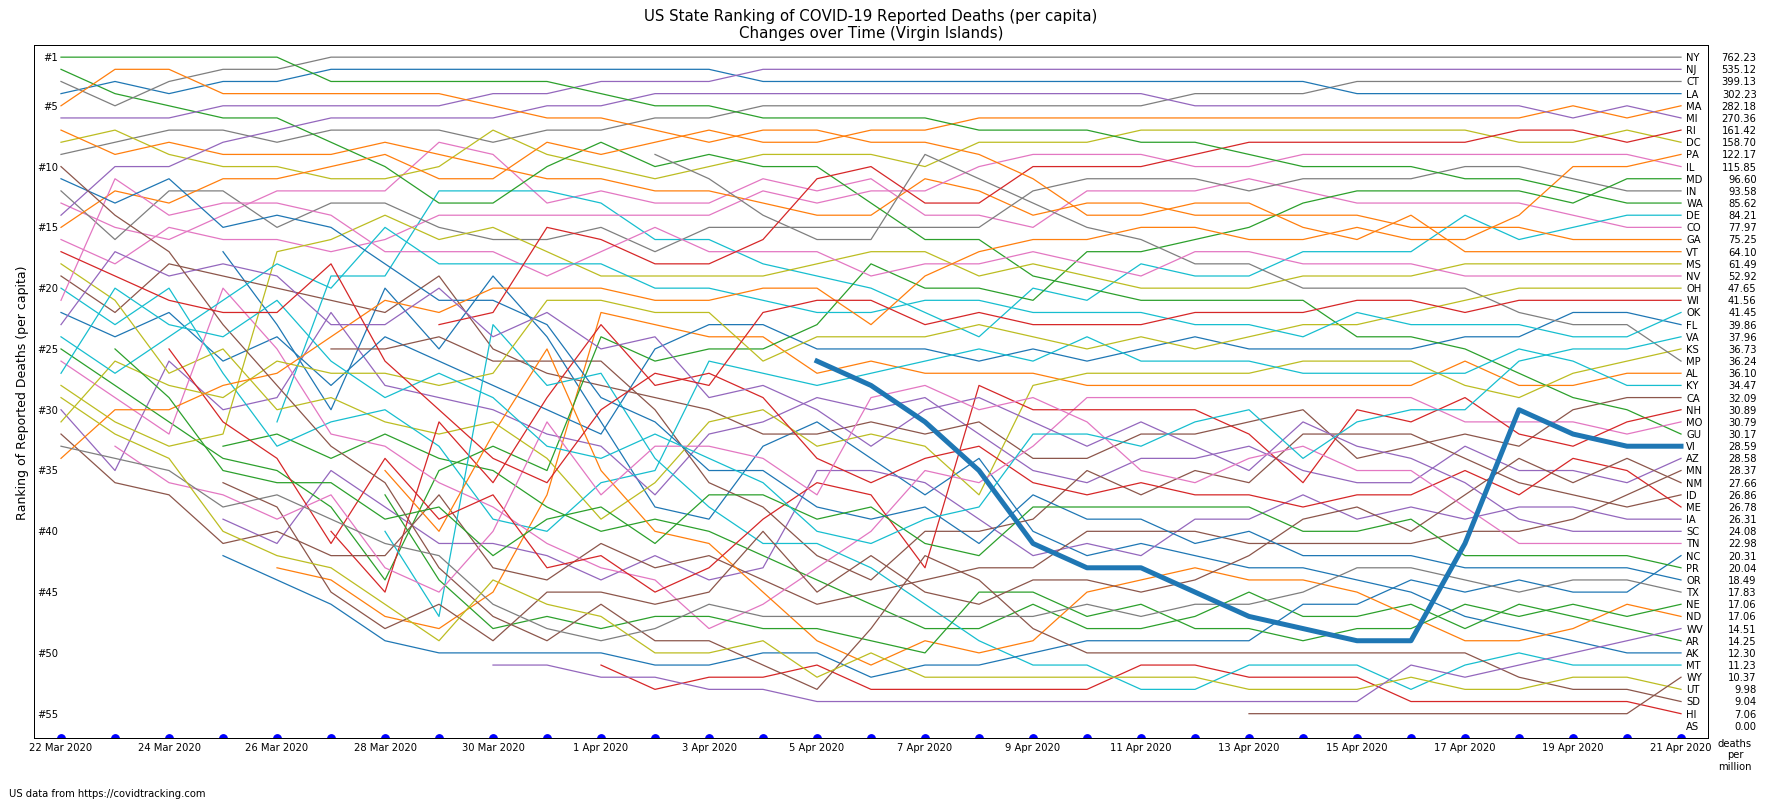 US State Ranking of COVID-19 Reported Deaths (per capita)
Changes over Time (Virgin Islands)
Ranking of Reported Deaths (per capita)
#1
#5
#10
#15
#20
#25
#30
#35
#40
#45
#50
#55
NY 762.23
NJ 535.12
CT 399.13
LA 302.23
MA 282.18
MI 270.36
RI 161.42
DC 158.70
PA 122.17
IL 115.85
MD 96.60
IN 93.58
WA 85.62
DE 84.21
CO 77.97
GA 75.25
VT 64.10
MS 61.49
NV 52.92
OH 47.65
WI 41.56
OK 41.45
FL 39.86
VA 37.96
KS 36.73
MP 36.24
AL 36.10
KY 34.47
CA 32.09
NH 30.89
MO 30.79
GU 30.17
VI 28.59
AZ 28.58
MN 28.37
NM 27.66
ID 26.86
ME 26.78
IA 26.31
SC 24.08
TN 22.98
NC 20.31
PR 20.04
OR 18.49
TX 17.83
NE 17.06
ND 17.06
WV 14.51
AR 14.25
AK 12.30
MT 11.23
WY 10.37
UT 9.98
SD 9.04
HI 7.06
AS 0.00
22 Mar 2020 24 Mar 2020 26 Mar 2020 28 Mar 2020 30 Mar 2020 1 Apr 2020 3 Apr 2020 5 Apr 2020 7 Apr 2020 9 Apr 2020 11 Apr 2020 13 Apr 2020 15 Apr 2020 17 Apr 2020 19 Apr 2020 21 Apr 2020
deaths
per
million
US data from https://covidtracking.com